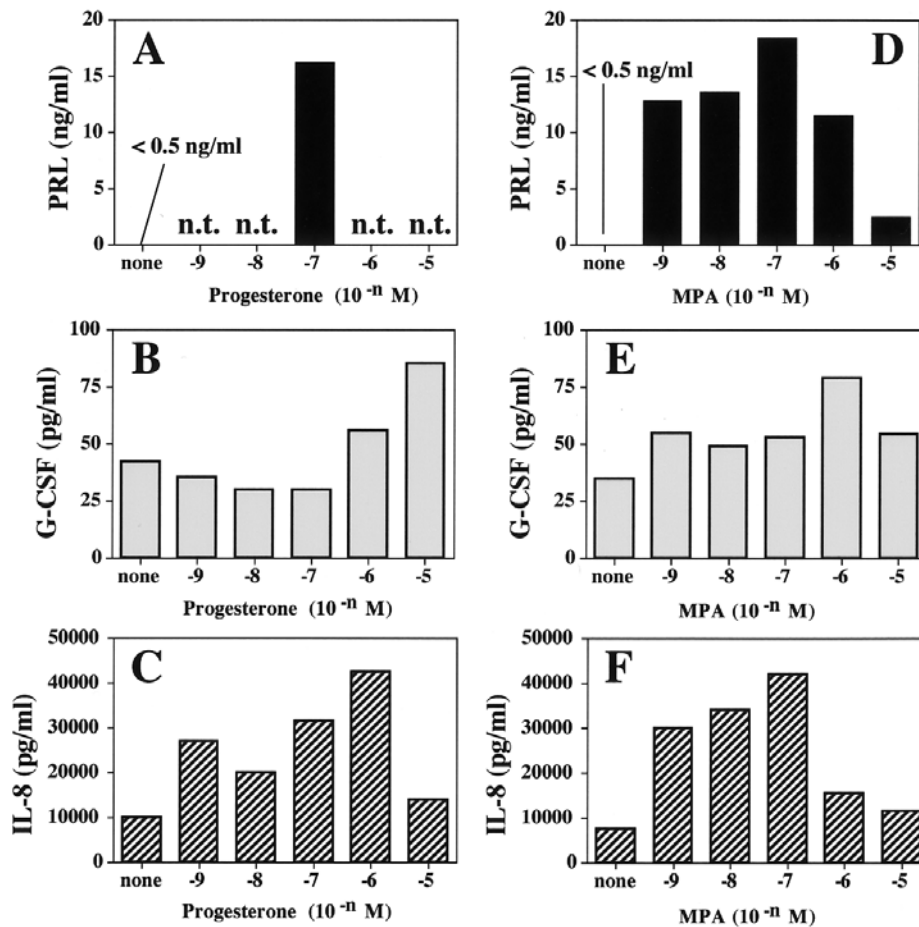 A
PRL (ng/ml)
20
15
10
5
0
< 0.5 ng/ml
n.t. n.t. n.t. n.t.
none -9 -8 -7 -6 -5
Progesterone (10 -n M)
D
PRL (ng/ml)
20
15
10
5
0
< 0.5 ng/ml
none -9 -8 -7 -6 -5
MPA (10 -n M)
B
G-CSF (pg/ml)
100
75
50
25
0
none -9 -8 -7 -6 -5
Progesterone (10 -n M)
E
G-CSF (pg/ml)
100
75
50
25
0
none -9 -8 -7 -6 -5
MPA (10 -n M)
C
IL-8 (pg/ml)
50000
40000
30000
20000
10000
0
none -9 -8 -7 -6 -5
Progesterone (10 -n M)
F
IL-8 (pg/ml)
50000
40000
30000
20000
10000
0
none -9 -8 -7 -6 -5
MPA (10 -n M)